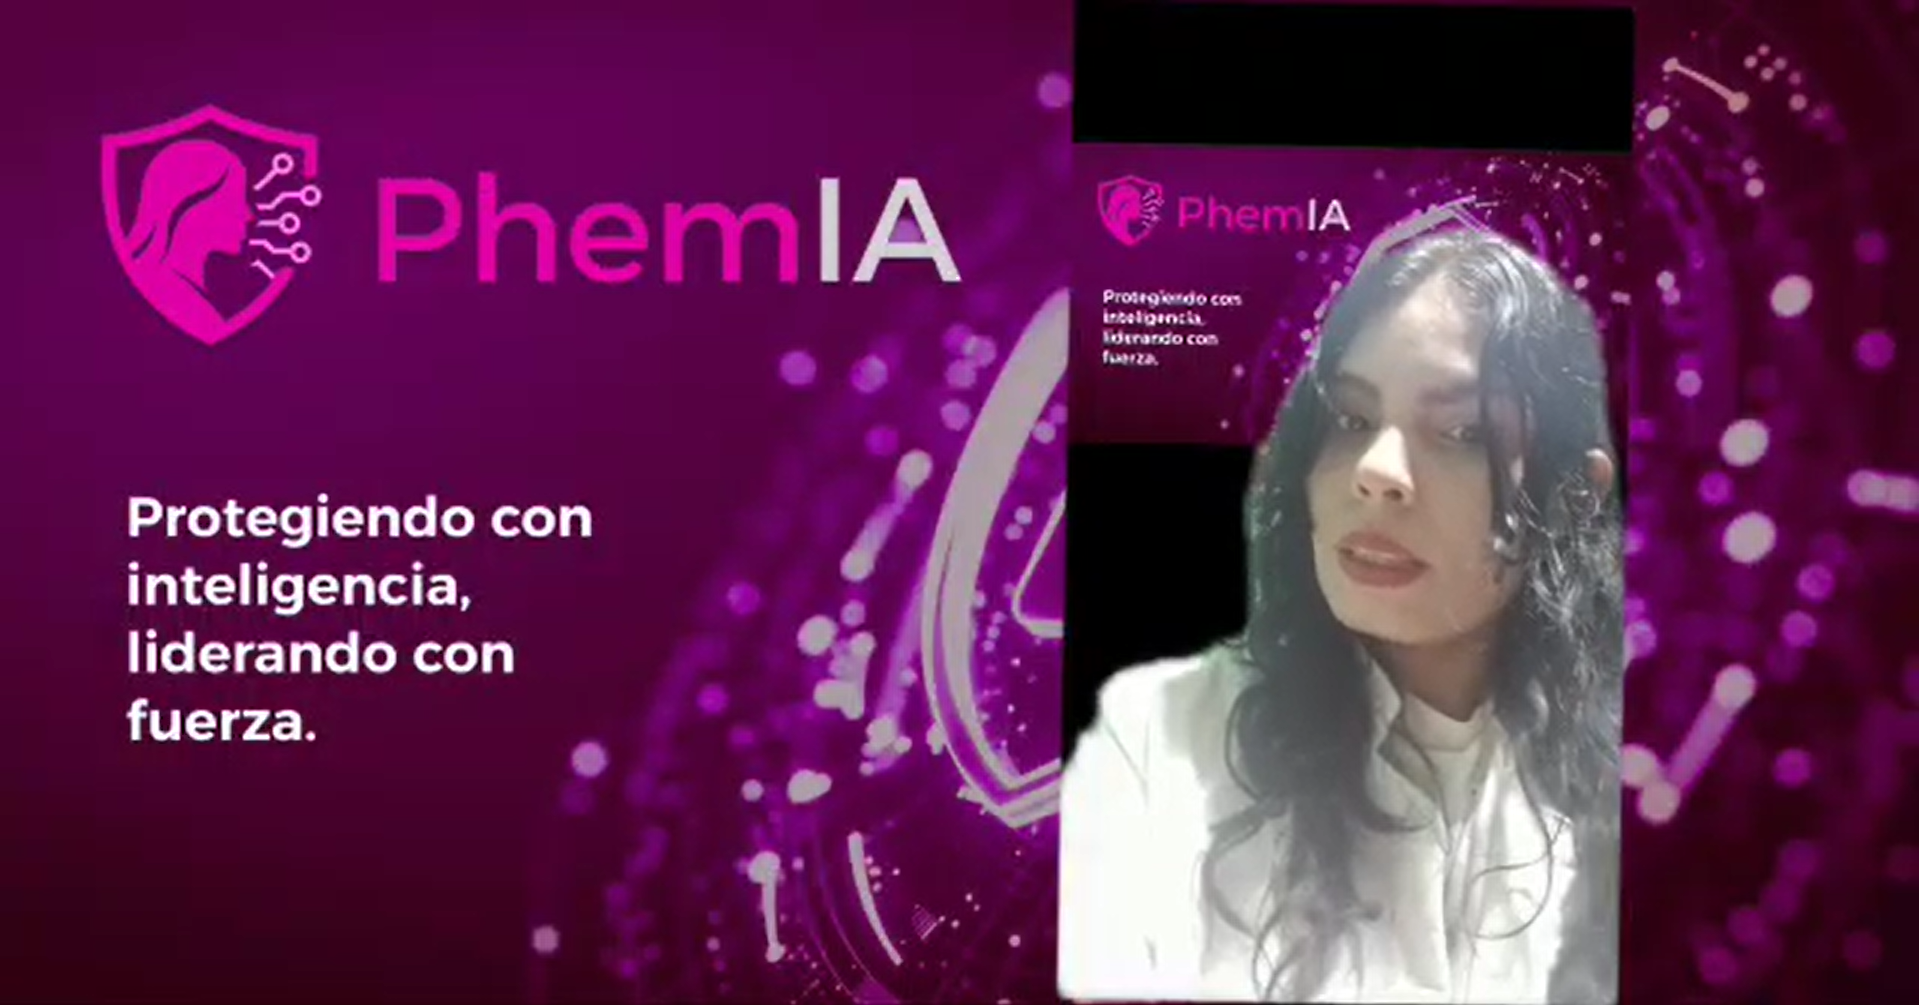 PhemIA
Protegiendo con
inteligencia,
liderando con
fuerza.
PhemIA
Protegiendo con
inteligencia,
liderando con
fuerza.